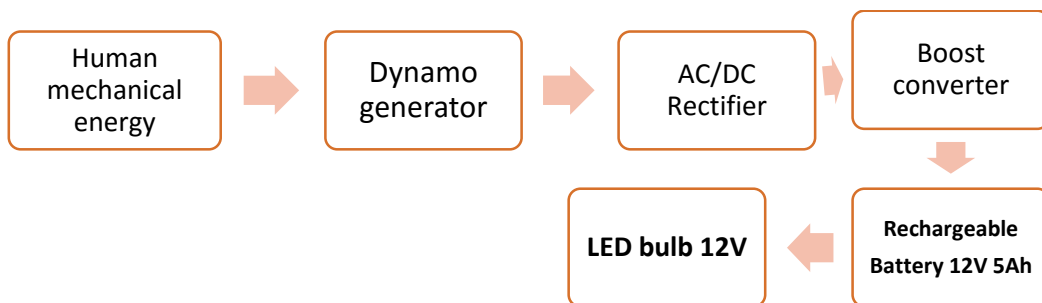 Human
mechanical
energy
Dynamo
generator
AC/DC
Rectifier
Boost
converter
Rechargeable
Battery 12V 5Ah
LED bulb 12V